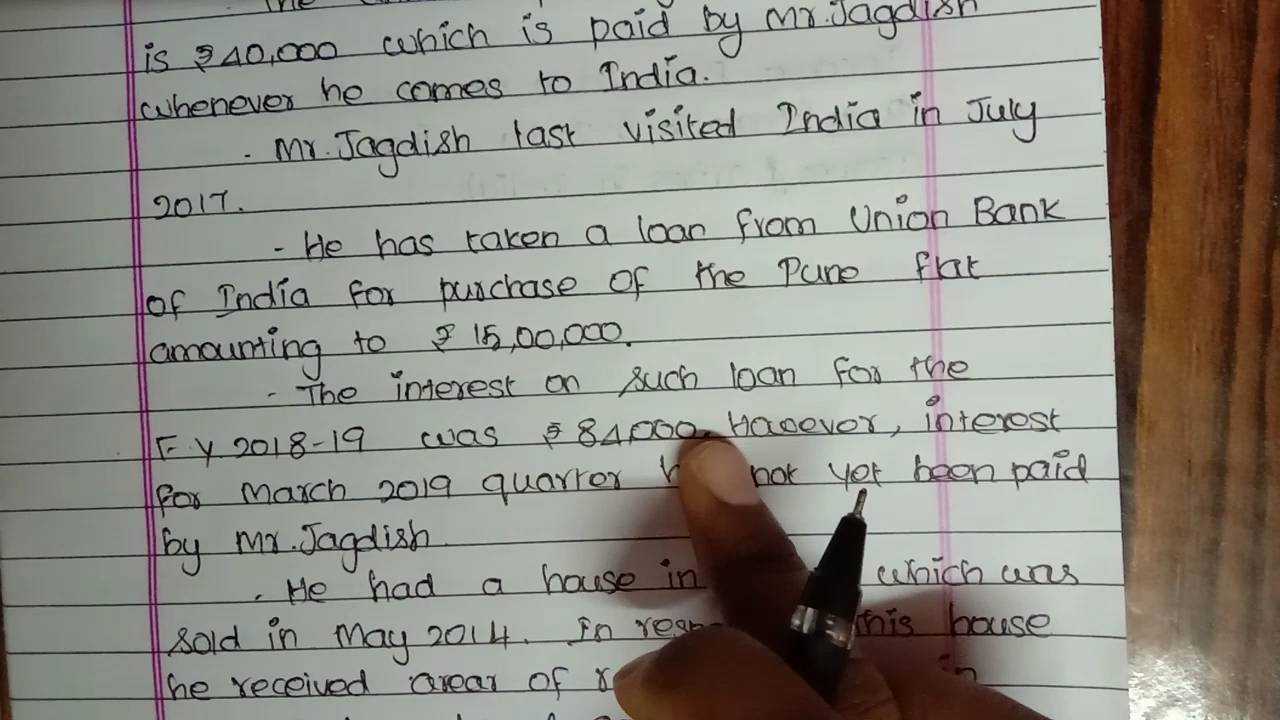 is ₹40,000 which is paid by Mr.Jagdish
whenever he comes to India.
- Mr.Jagdish last visited India in July
2017.
- He has taken a loan from Union Bank
of India for purchase of the Pune flat
amounting to ₹ 15,00,000.
- The interest on such loan for the
F.Y 2018-19 was ₹84,000. However, interest
for March 2019 quarter not yet been paid
by Mr.Jagdish
- He had a house in which was
sold in May 2014. In this house
he received arear of in